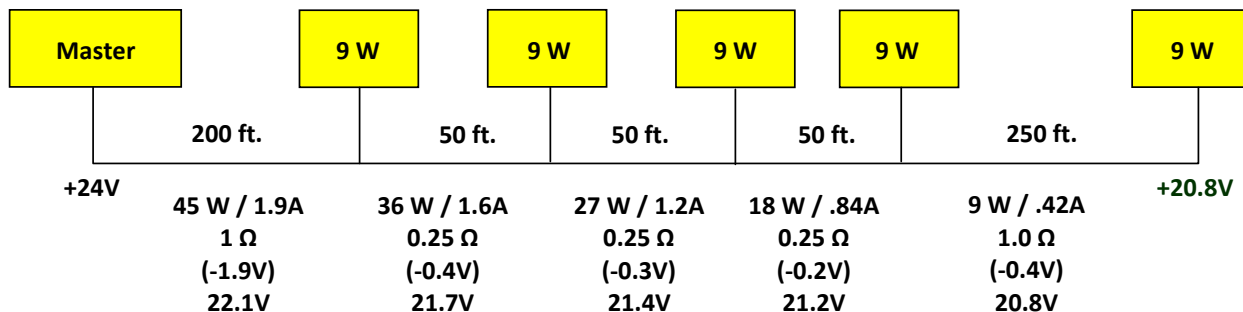 Master 9 W 9 W 9 W 9 W 9 W
200 ft. 50 ft. 50 ft. 50 ft. 250 ft.
+24V +20.8V
45 W / 1.9A 36 W / 1.6A 27 W / 1.2A 18 W / .84A 9 W / .42A
1 Ω 0.25 Ω 0.25 Ω 0.25 Ω 1.0 Ω
(-1.9V) (-0.4V) (-0.3V) (-0.2V) (-0.4V)
22.1V 21.7V 21.4V 21.2V 20.8V